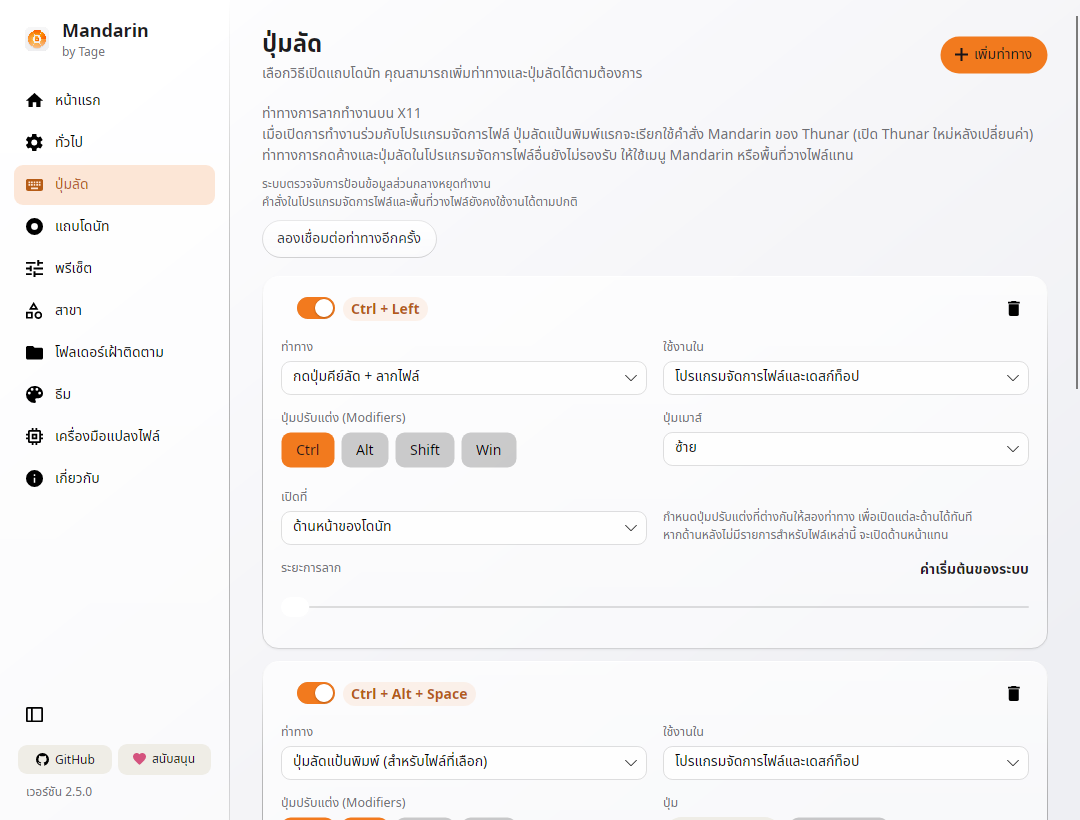 Mandarin
by Tage
หน้าแรก
ทั่วไป
ปุ่มลัด
แถบโดนัท
พรีเซ็ต
สาขา
โฟลเดอร์เฝ้าติดตาม
ธีม
เครื่องมือแปลงไฟล์
เกี่ยวกับ
GitHub
สนับสนุน
เวอร์ชัน 2.5.0
ปุ่มลัด
เลือกวิธีเปิดแถบโดนัท คุณสามารถเพิ่มท่าทางและปุ่มลัดได้ตามต้องการ
เพิ่มท่าทาง
ท่าทางการลากทำงานบน X11
เมื่อเปิดการทำงานร่วมกับโปรแกรมจัดการไฟล์ ปุ่มลัดแป้นพิมพ์แรกจะเรียกใช้คำสั่ง Mandarin ของ Thunar (เปิด Thunar ใหม่หลังเปลี่ยนค่า)
ท่าทางการกดค้างและปุ่มลัดในโปรแกรมจัดการไฟล์อื่นยังไม่รองรับ ให้ใช้เมนู Mandarin หรือพื้นที่วางไฟล์แทน
ระบบตรวจจับการป้อนข้อมูลส่วนกลางหยุดทำงาน
คำสั่งในโปรแกรมจัดการไฟล์และพื้นที่วางไฟล์ยังคงใช้งานได้ตามปกติ
ลองเชื่อมต่อท่าทางอีกครั้ง
Ctrl + Left
ท่าทาง
ใช้งานใน
กดปุ่มคีย์ลัด + ลากไฟล์
โปรแกรมจัดการไฟล์และเดสก์ท็อป
ปุ่มปรับแต่ง (Modifiers)
ปุ่มเมาส์
Ctrl
Alt
Shift
Win
ซ้าย
เปิดที่
ด้านหน้าของโดนัท
กำหนดปุ่มปรับแต่งที่ต่างกันให้สองท่าทาง เพื่อเปิดแต่ละด้านได้ทันที
หากด้านหลังไม่มีรายการสำหรับไฟล์เหล่านี้ จะเปิดด้านหน้าแทน
ระยะการลาก
ค่าเริ่มต้นของระบบ
Ctrl + Alt + Space
ท่าทาง
ใช้งานใน
ปุ่มลัดแป้นพิมพ์ (สำหรับไฟล์ที่เลือก)
โปรแกรมจัดการไฟล์และเดสก์ท็อป
ปุ่มปรับแต่ง (Modifiers)
ปุ่ม